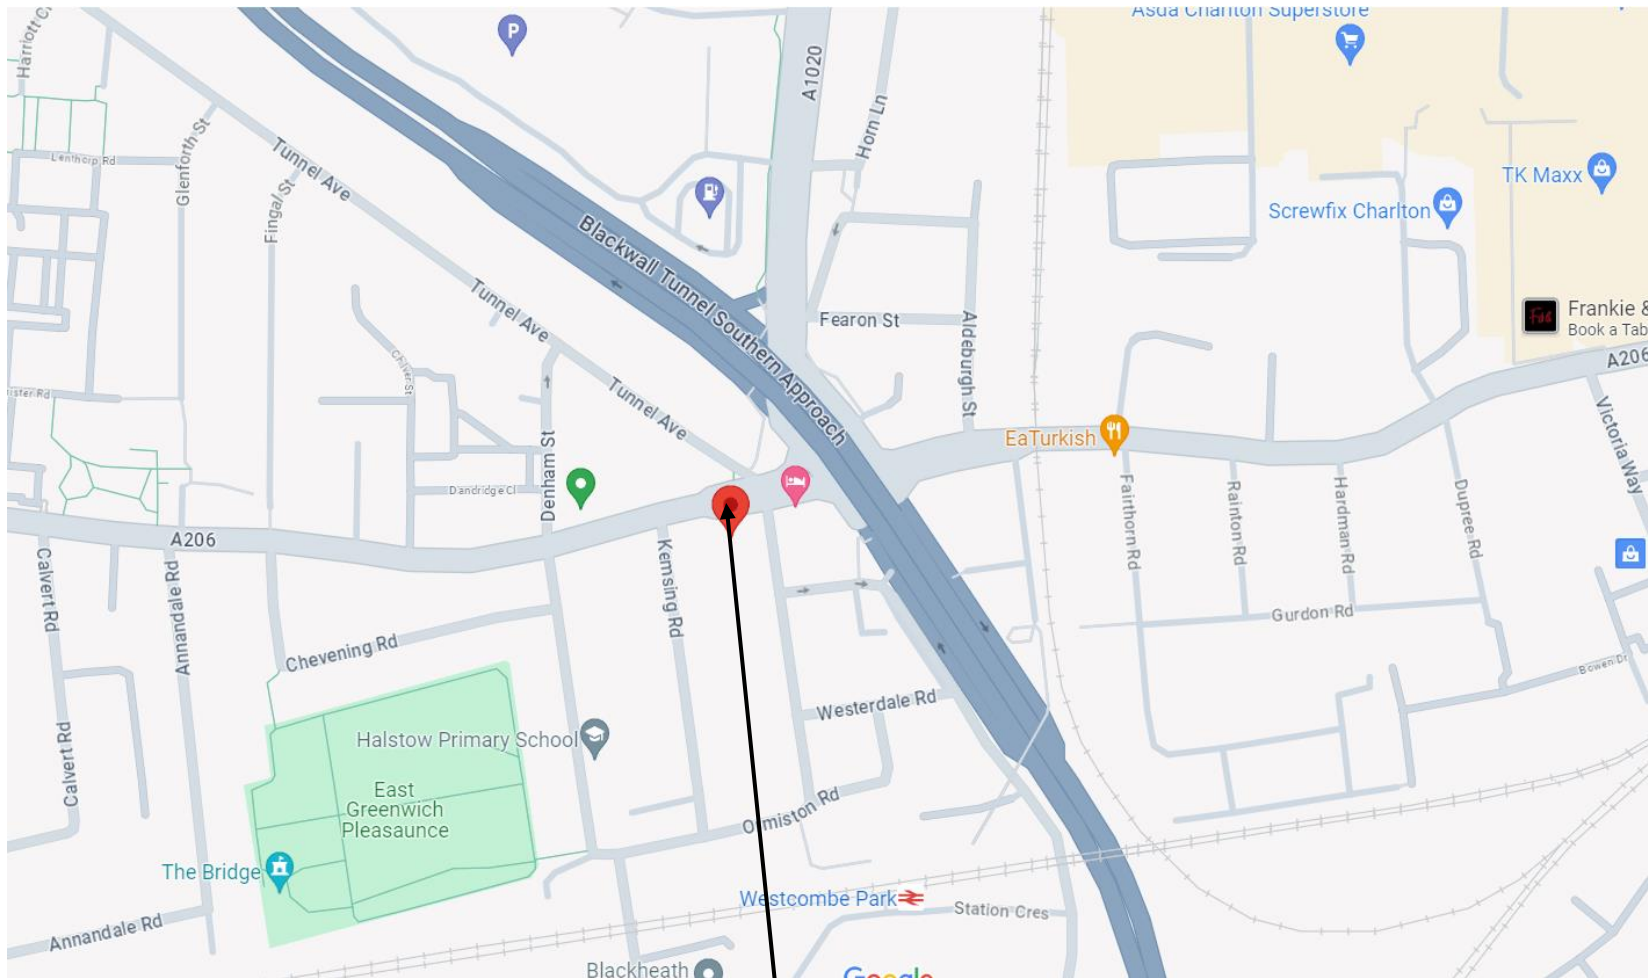 Asda Charlton Superstore
P
A1020
Harriott Cl
Horn Ln
Lenthorp Rd
Glenforth St
Tunnel Ave
Fingal St
TK Maxx
Screwfix Charlton
Blackwall Tunnel Southern Approach
Tunnel Ave
Fearon St
Aldeburgh St
Frankie &
Book a Tab
A206
Chilver St
Tunnel Ave
Victoria Way
EaTurkish
Denham St
Dandridge Cl
Fairthorn Rd
Rainton Rd
Hardman Rd
Dupree Rd
A206
Calvert Rd
Annandale Rd
Kemsing Rd
Gurdon Rd
Chevening Rd
Bowen Dr
Westerdale Rd
Halstow Primary School
Calvert Rd
East
Greenwich
Pleasaunce
Ormiston Rd
The Bridge
Westcombe Park
Station Cres
Annandale Rd
Blackheath
Google